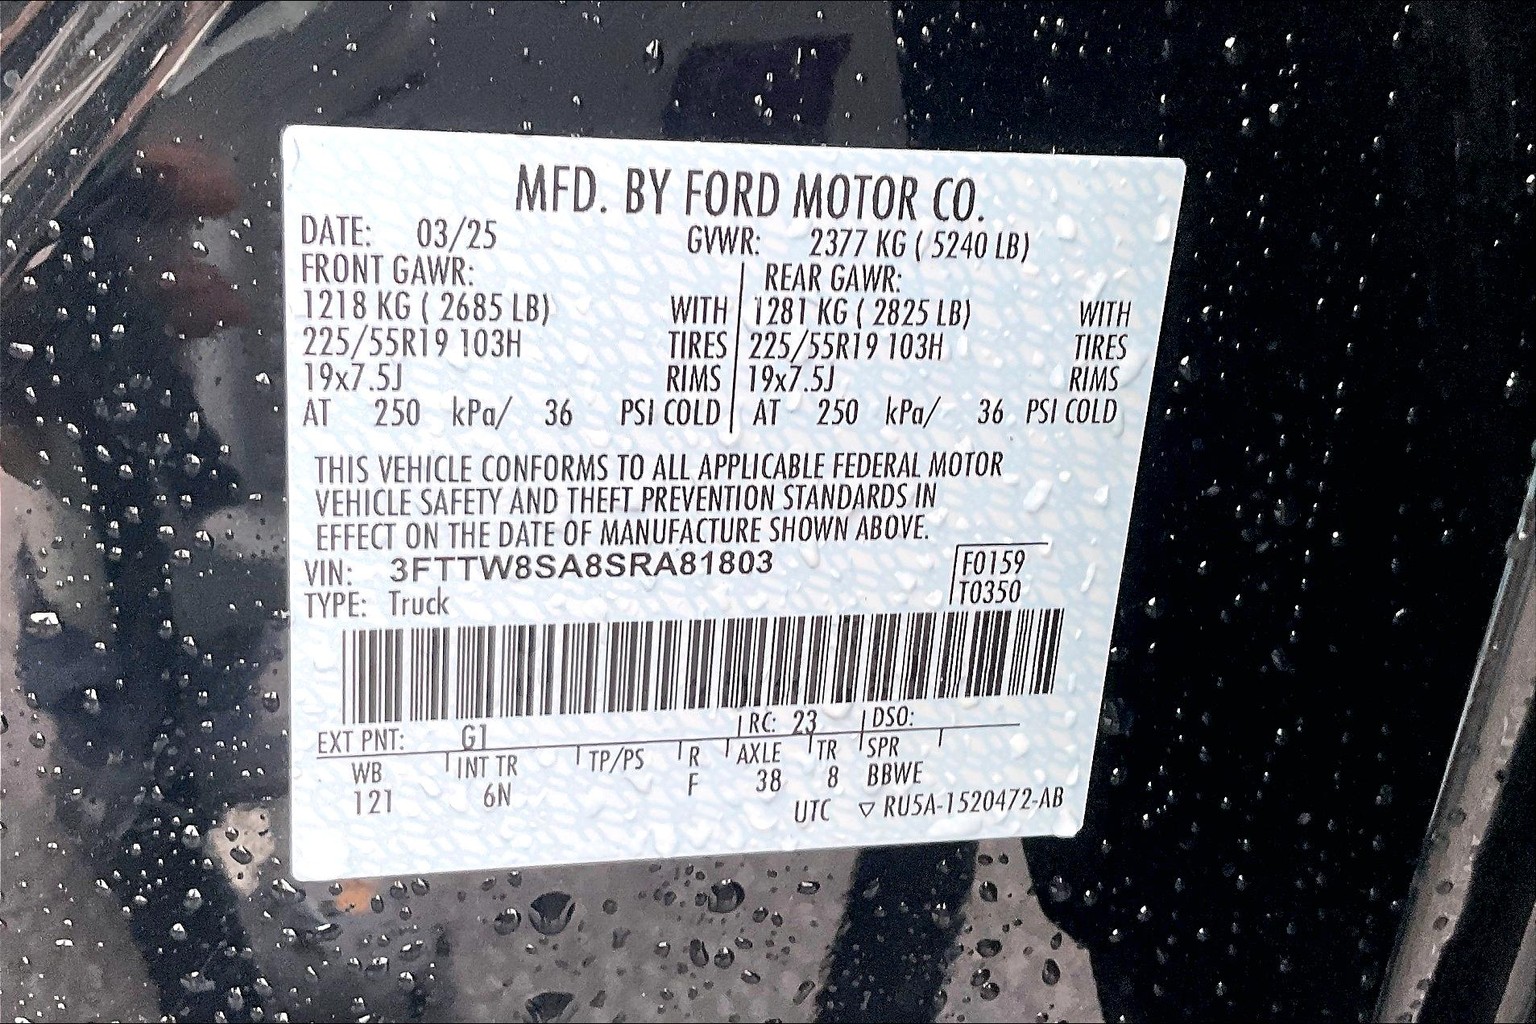 MFD. BY FORD MOTOR CO.
DATE: 03/25 GVWR: 2377 KG ( 5240 LB)
FRONT GAWR: REAR GAWR:
1218 KG ( 2685 LB) WITH 1281 KG ( 2825 LB) WITH
225/55R19 103H TIRES 225/55R19 103H TIRES
19x7.5J RIMS 19x7.5J RIMS
AT 250 kPa/ 36 PSI COLD AT 250 kPa/ 36 PSI COLD
THIS VEHICLE CONFORMS TO ALL APPLICABLE FEDERAL MOTOR
VEHICLE SAFETY AND THEFT PREVENTION STANDARDS IN
EFFECT ON THE DATE OF MANUFACTURE SHOWN ABOVE.
VIN: 3FTTW8SA8SRA81803 F0159
TYPE: Truck T0350
EXT PNT: G1 RC: 23 DSO:
WB INT TR TP/PS R AXLE TR SPR
121 6N F 38 8 BBWE
UTC ▽ RU5A-1520472-AB